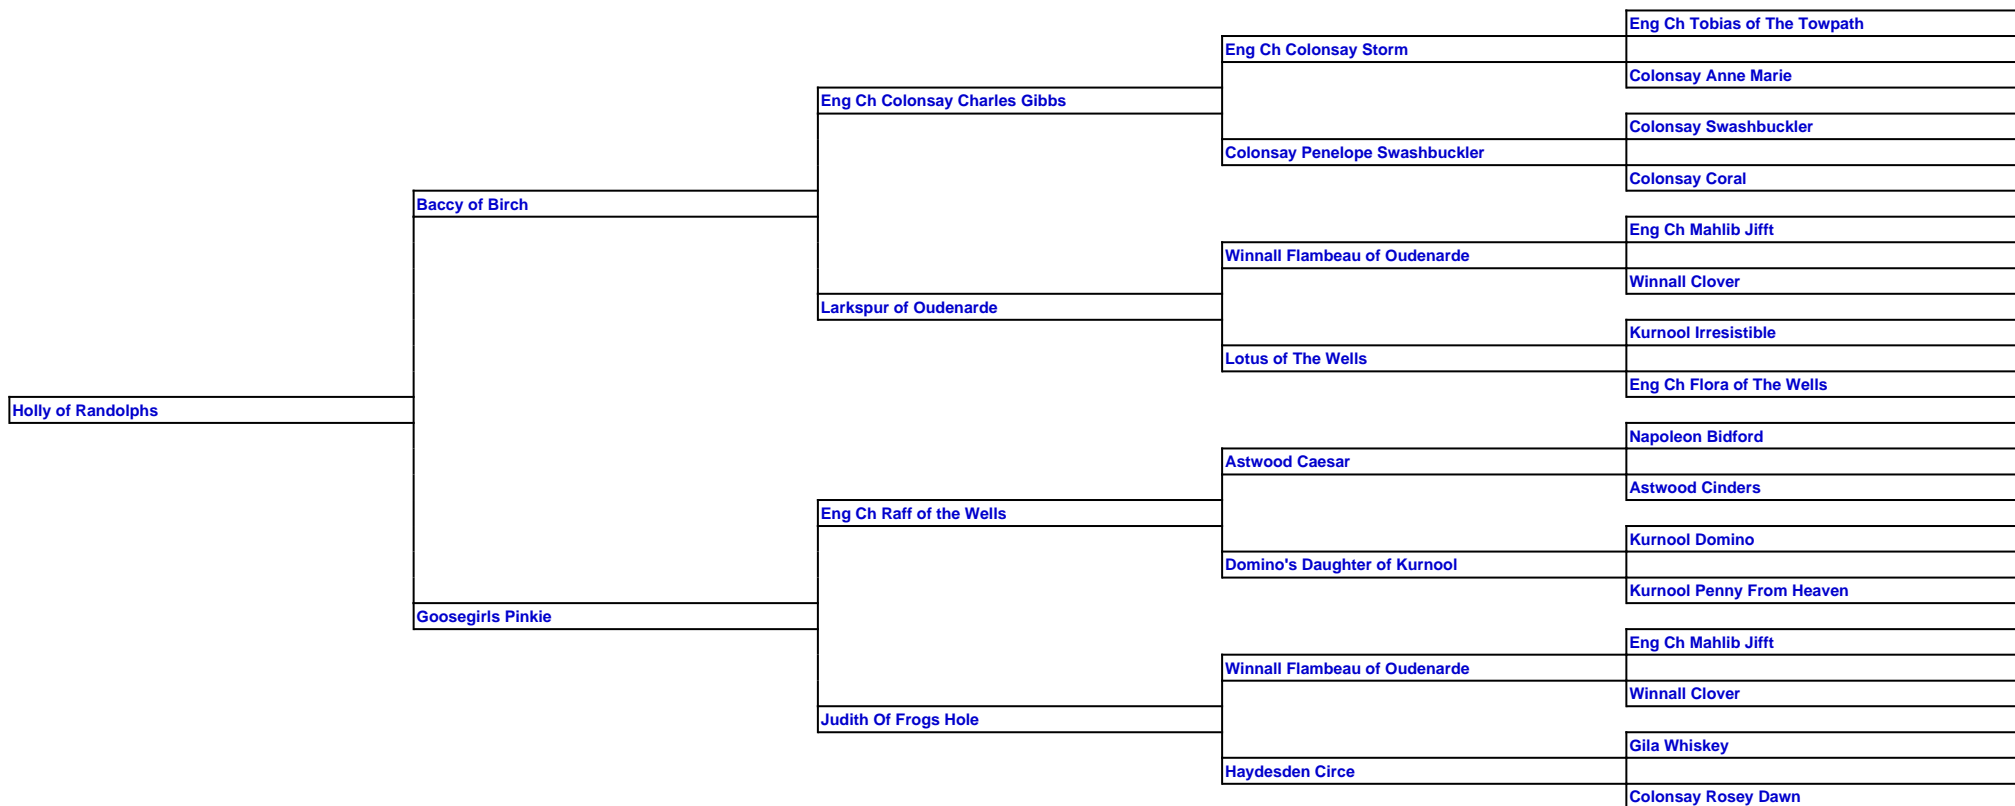 Eng Ch Tobias of The Towpath
Eng Ch Colonsay Storm
Colonsay Anne Marie
Eng Ch Colonsay Charles Gibbs
Colonsay Swashbuckler
Colonsay Penelope Swashbuckler
Colonsay Coral
Baccy of Birch
Eng Ch Mahlib Jifft
Winnall Flambeau of Oudenarde
Winnall Clover
Larkspur of Oudenarde
Kurnool Irresistible
Lotus of The Wells
Eng Ch Flora of The Wells
Holly of Randolphs
Napoleon Bidford
Astwood Caesar
Astwood Cinders
Eng Ch Raff of the Wells
Kurnool Domino
Domino's Daughter of Kurnool
Kurnool Penny From Heaven
Goosegirls Pinkie
Eng Ch Mahlib Jifft
Winnall Flambeau of Oudenarde
Winnall Clover
Judith Of Frogs Hole
Gila Whiskey
Haydesden Circe
Colonsay Rosey Dawn